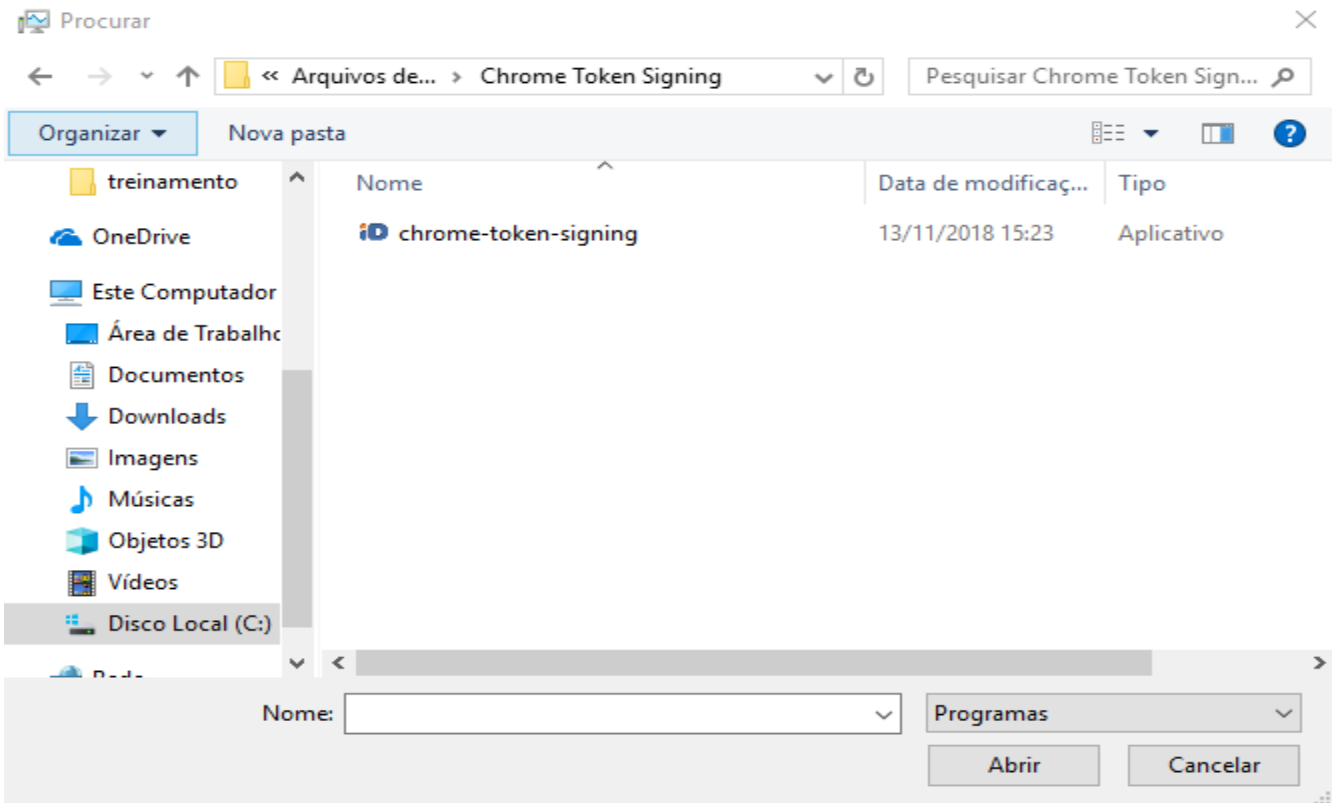 Procurar
« Arquivos de... > Chrome Token Signing
Pesquisar Chrome Token Sign...
Organizar
Nova pasta
?
treinamento
OneDrive
Este Computador
Área de Trabalho
Documentos
Downloads
Imagens
Músicas
Objetos 3D
Vídeos
Disco Local (C:)
Nome
Data de modificaç...
Tipo
iD chrome-token-signing
13/11/2018 15:23
Aplicativo
Nome:
Programas
Abrir
Cancelar